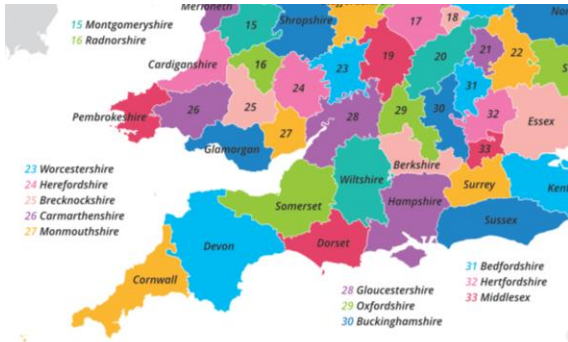 Merioneth
15 Montgomeryshire
16 Radnorshire
15
Shropshire
17
18
19
20
21
22
Cardiganshire
16
23
24
31
Pembrokeshire
26
25
28
29
30
32
Essex
27
33
Glamorgan
Berkshire
23 Worcestershire
24 Herefordshire
25 Brecknockshire
26 Carmarthenshire
27 Monmouthshire
Wiltshire
Surrey
Kent
Somerset
Hampshire
Sussex
Devon
Dorset
Cornwall
28 Gloucestershire
29 Oxfordshire
30 Buckinghamshire
31 Bedfordshire
32 Hertfordshire
33 Middlesex